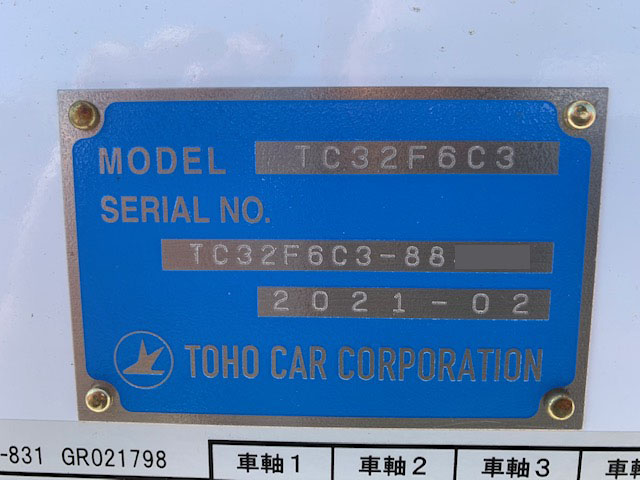 MODEL TC32F6C3
SERIAL NO.
TC32F6C3-88
2021-02
TOHO CAR CORPORATION
-831 GR021798 車軸1 車軸2 車軸3